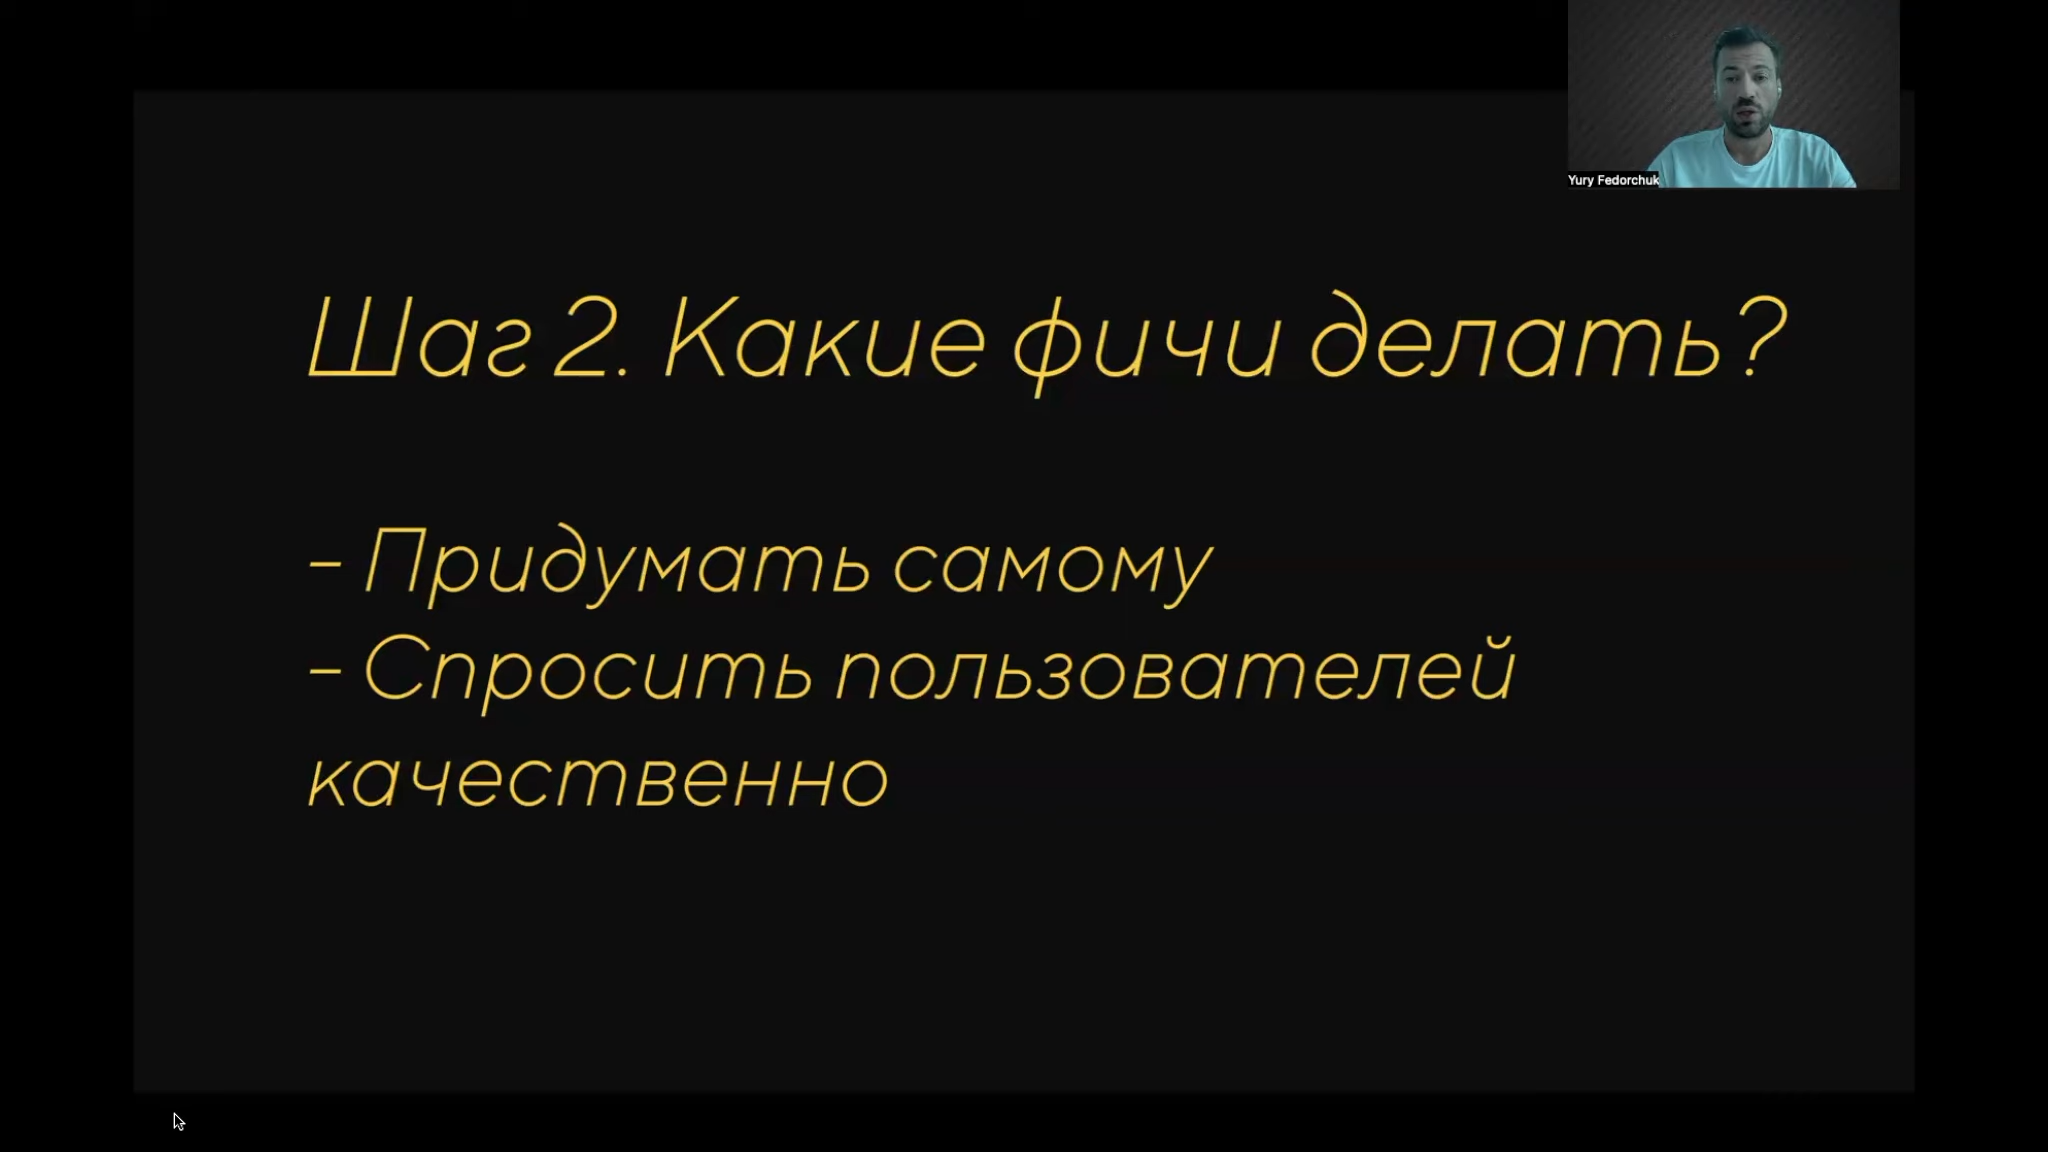 Yury Fedorchuk
Шаг 2. Какие фичи делать?
- Придумать самому
- Спросить пользователей
качественно